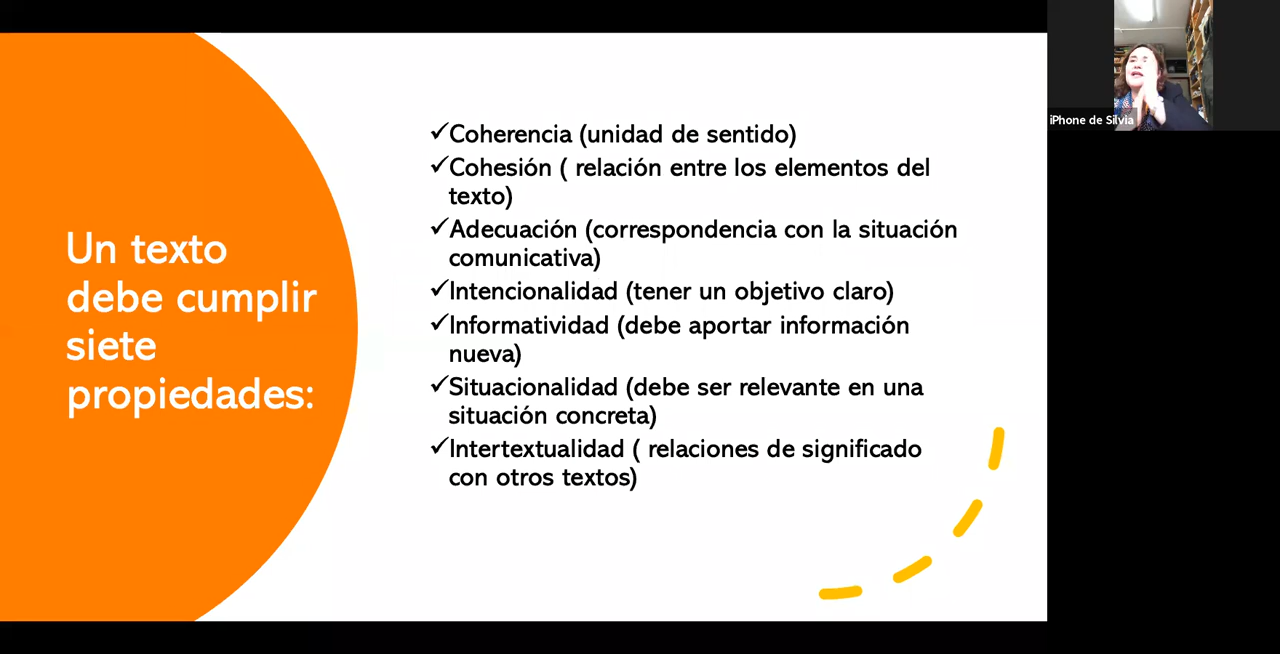 Un texto
debe cumplir
siete
propiedades:
✓Coherencia (unidad de sentido)
✓Cohesión ( relación entre los elementos del
texto)
✓Adecuación (correspondencia con la situación
comunicativa)
✓Intencionalidad (tener un objetivo claro)
✓Informatividad (debe aportar información
nueva)
✓Situacionalidad (debe ser relevante en una
situación concreta)
✓Intertextualidad ( relaciones de significado
con otros textos)
iPhone de Silvia